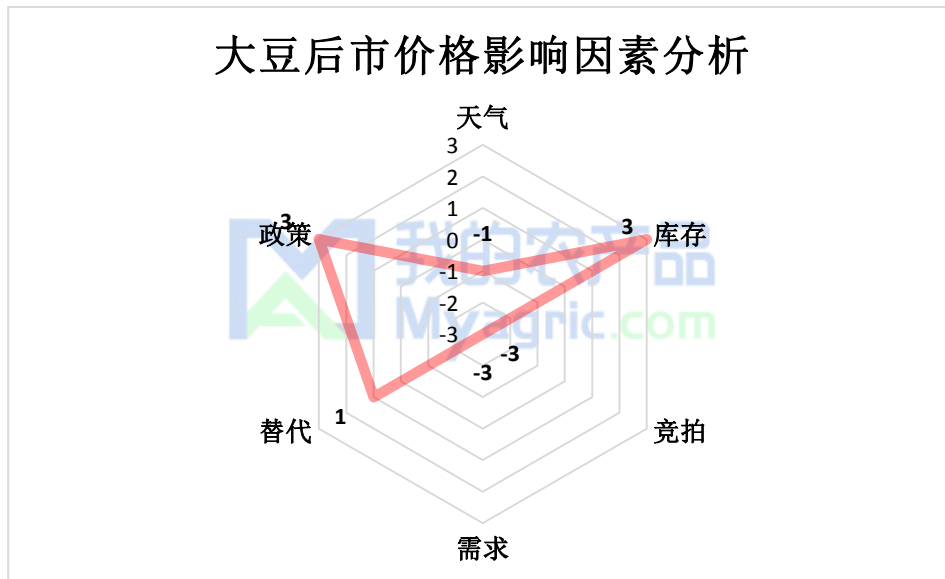 大豆后市价格影响因素分析
天气
3
2
1
0
-1
-2
-3
-1
3
库存
3
政策
我的农产品
Myagric.com
-3
-3
1
替代
竞拍
需求